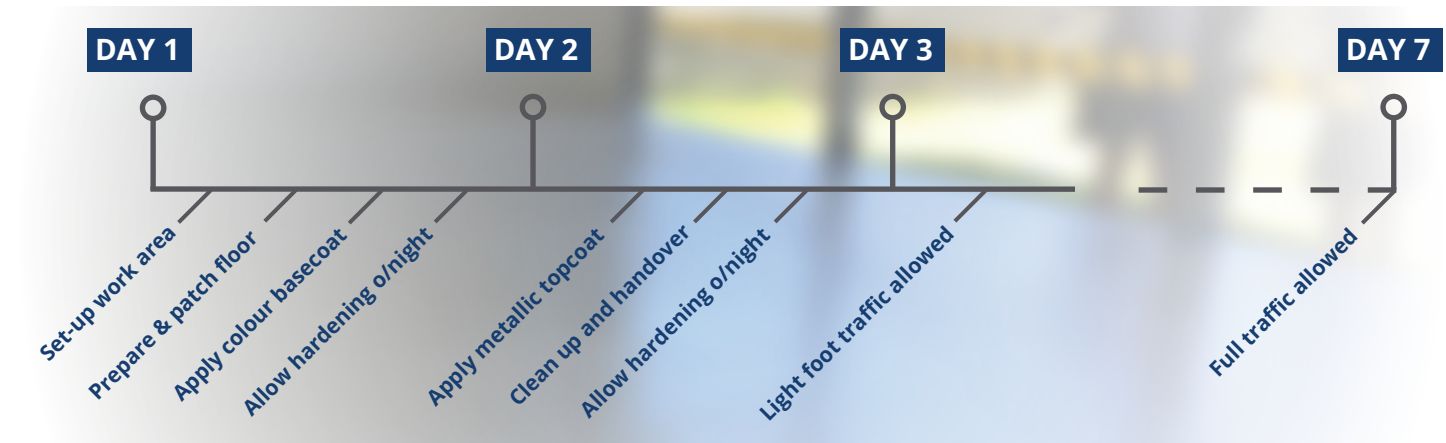 DAY 1
DAY 2
DAY 3
DAY 7
Set-up work area
Prepare & patch floor
Apply colour basecoat
Allow hardening o/night
Apply metallic topcoat
Clean up and handover
Allow hardening o/night
Light foot traffic allowed
Full traffic allowed